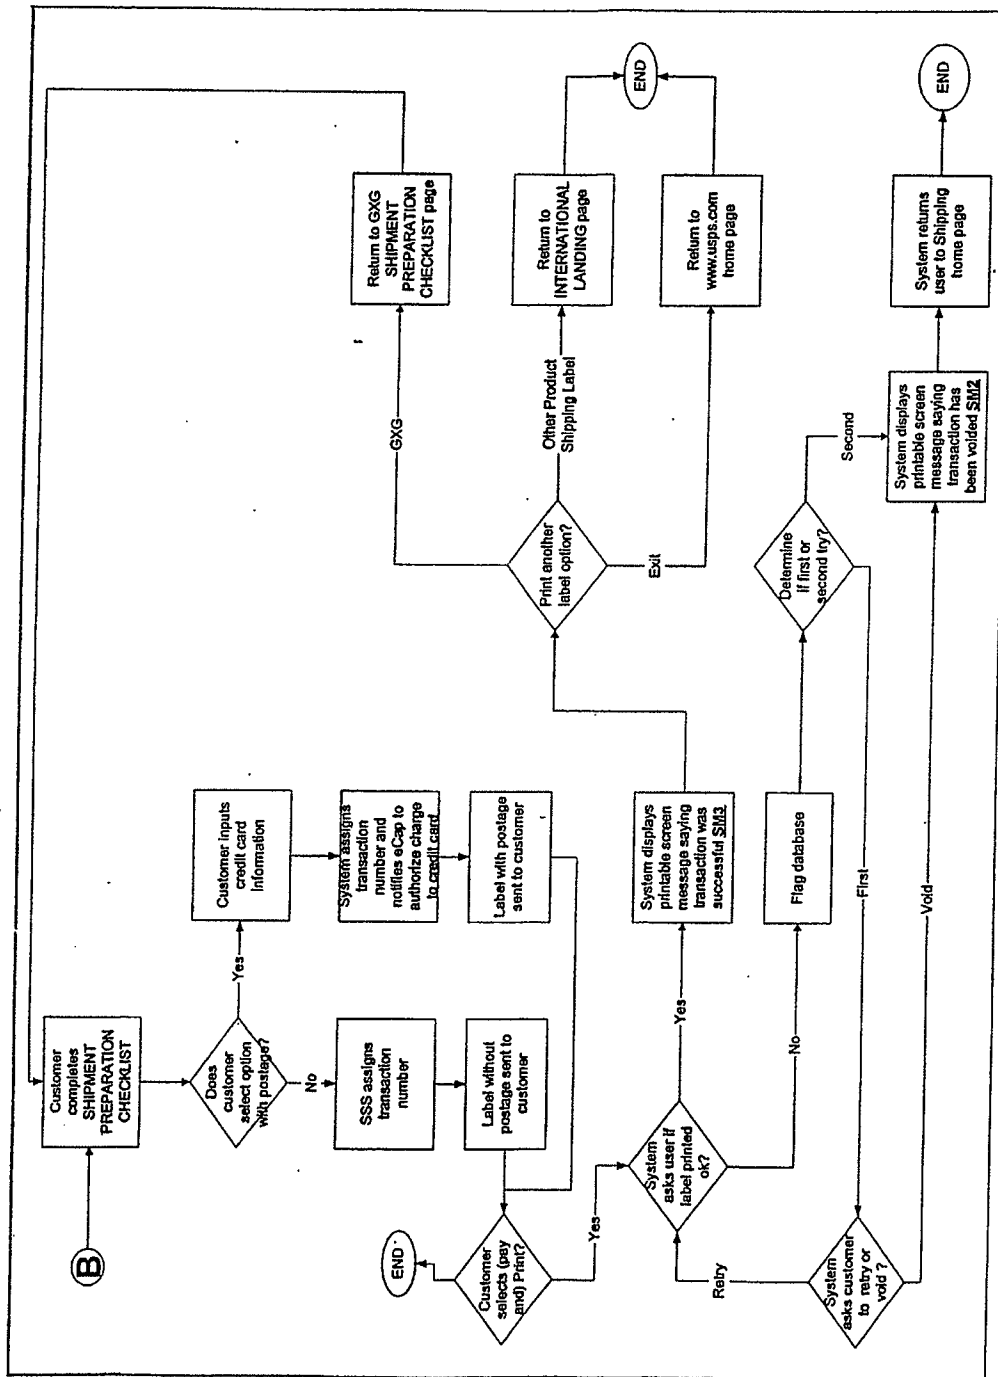 B
Customer
completes
SHIPMENT
PREPARATION
CHECKLIST
Does
customer
select option
with postage?
Yes
Customer inputs
credit card
Information
No
SSS assigns
transaction
number
System assigns
transaction
number and
notifies eCap to
authorize charge
to credit card
Label without
postage sent to
customer
Label with postage
sent to customer
END
Customer
selects (pay
and) Print?
Yes
System
asks user if
label printed
ok?
Yes
System displays
printable screen
message saying
transaction was
successful SM3
No
Flag database
Retry
System
asks customer
to retry or
void ?
First
Void
Print another
label option?
GXG
Return to GXG
SHIPMENT
PREPARATION
CHECKLIST page
Other Product
Shipping Label
Return to
INTERNATIONAL
LANDING page
Exit
Return to
www.usps.com
home page
END
Determine
if first or
second try?
Second
System displays
printable screen
message saying
transaction has
been voided SM2
System returns
user to Shipping
home page
END